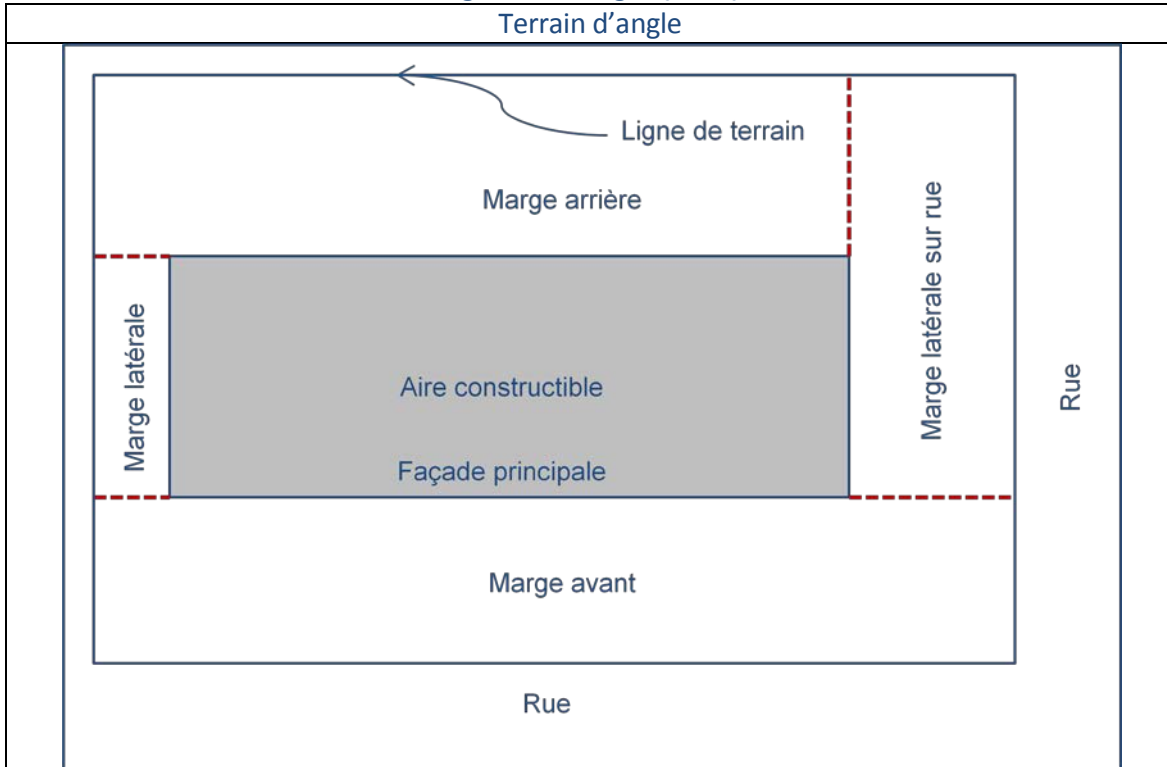 Terrain d’angle
Ligne de terrain
Marge arrière
Marge latérale sur rue
Marge latérale
Aire constructible
Rue
Façade principale
Marge avant
Rue